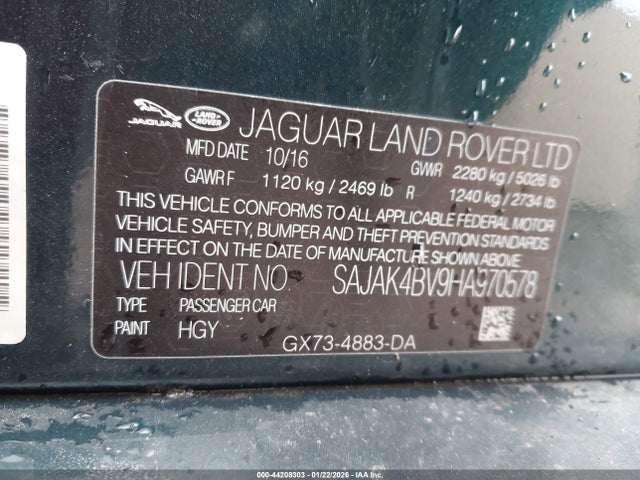 JAGUAR
LAND ROVER
JAGUAR LAND ROVER LTD
MFD DATE 10/16 GVWR 2280 kg / 5026 lb
GAWR F 1120 kg / 2469 lb R 1240 kg / 2734 lb
THIS VEHICLE CONFORMS TO ALL APPLICABLE FEDERAL MOTOR
VEHICLE SAFETY, BUMPER AND THEFT PREVENTION STANDARDS
IN EFFECT ON THE DATE OF MANUFACTURE SHOWN ABOVE
VEH IDENT NO. SAJAK4BV9HA970578
TYPE PASSENGER CAR
PAINT HGY
GX73-4883-DA
000-44208303 | 01/22/2026 | IAA Inc.